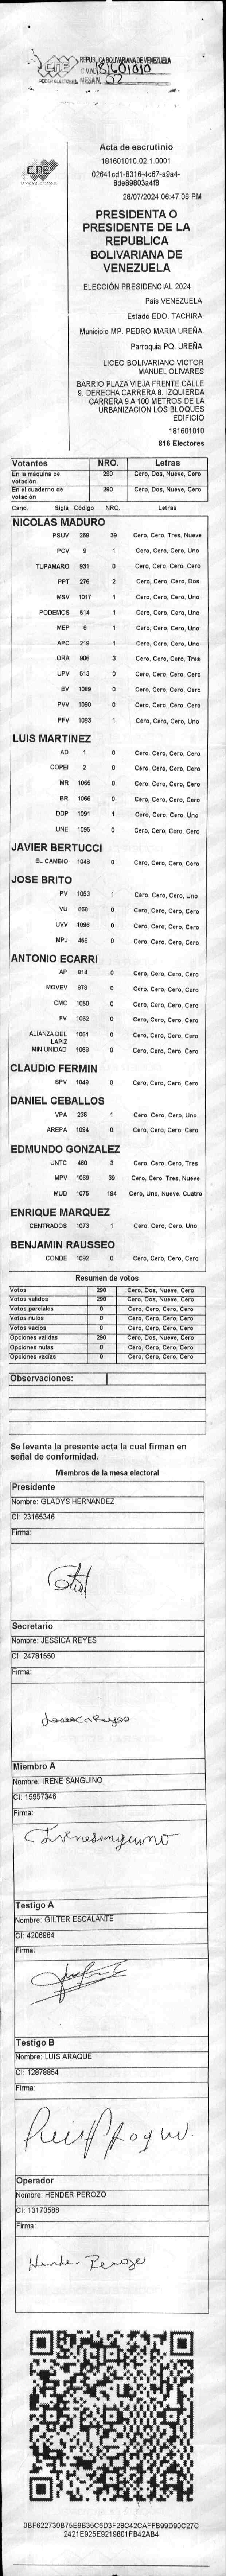 CNE
PODER ELECTORAL
REPUBLICA BOLIVARIANA DE VENEZUELA
C.V.N. 181601010
MESA N. 02
CNE
Acta de escrutinio
181601010.02.1.0001
02641cd1-8316-4c67-a9a4-
8de89803a4f8
28/07/2024 06:47:06 PM
PRESIDENTA O
PRESIDENTE DE LA
REPUBLICA
BOLIVARIANA DE
VENEZUELA
ELECCIÓN PRESIDENCIAL 2024
Pais VENEZUELA
Estado EDO. TACHIRA
Municipio MP. PEDRO MARIA UREÑA
Parroquia PQ. UREÑA
LICEO BOLIVARIANO VICTOR
MANUEL OLIVARES
BARRIO PLAZA VIEJA FRENTE CALLE
9. DERECHA CARRERA 8. IZQUIERDA
CARRERA 9 A 100 METROS DE LA
URBANIZACION LOS BLOQUES
EDIFICIO
181601010
816 Electores
Votantes NRO. Letras
En la máquina de votación 290 Cero, Dos, Nueve, Cero
En el cuaderno de votación 290 Cero, Dos, Nueve, Cero
Cand. Sigla Código NRO. Letras
NICOLAS MADURO
PSUV 269 39 Cero, Cero, Tres, Nueve
PCV 9 1 Cero, Cero, Cero, Uno
TUPAMARO 931 0 Cero, Cero, Cero, Cero
PPT 276 2 Cero, Cero, Cero, Dos
MSV 1017 1 Cero, Cero, Cero, Uno
PODEMOS 514 1 Cero, Cero, Cero, Uno
MEP 6 1 Cero, Cero, Cero, Uno
APC 219 1 Cero, Cero, Cero, Uno
ORA 906 3 Cero, Cero, Cero, Tres
UPV 513 0 Cero, Cero, Cero, Cero
EV 1089 0 Cero, Cero, Cero, Cero
PVV 1090 0 Cero, Cero, Cero, Cero
PFV 1093 1 Cero, Cero, Cero, Uno
LUIS MARTINEZ
AD 1 0 Cero, Cero, Cero, Cero
COPEI 2 0 Cero, Cero, Cero, Cero
MR 1065 0 Cero, Cero, Cero, Cero
BR 1066 0 Cero, Cero, Cero, Cero
DDP 1091 1 Cero, Cero, Cero, Uno
UNE 1095 0 Cero, Cero, Cero, Cero
JAVIER BERTUCCI
EL CAMBIO 1048 0 Cero, Cero, Cero, Cero
JOSE BRITO
PV 1053 1 Cero, Cero, Cero, Uno
VU 868 0 Cero, Cero, Cero, Cero
UVV 1096 0 Cero, Cero, Cero, Cero
MPJ 458 0 Cero, Cero, Cero, Cero
ANTONIO ECARRI
AP 814 0 Cero, Cero, Cero, Cero
MOVEV 878 0 Cero, Cero, Cero, Cero
CMC 1050 0 Cero, Cero, Cero, Cero
FV 1062 0 Cero, Cero, Cero, Cero
ALIANZA DEL LAPIZ 1051 0 Cero, Cero, Cero, Cero
MIN UNIDAD 1068 0 Cero, Cero, Cero, Cero
CLAUDIO FERMIN
SPV 1049 0 Cero, Cero, Cero, Cero
DANIEL CEBALLOS
VPA 236 1 Cero, Cero, Cero, Uno
AREPA 1094 0 Cero, Cero, Cero, Cero
EDMUNDO GONZALEZ
UNTC 460 3 Cero, Cero, Cero, Tres
MPV 1069 39 Cero, Cero, Tres, Nueve
MUD 1075 194 Cero, Uno, Nueve, Cuatro
ENRIQUE MARQUEZ
CENTRADOS 1073 1 Cero, Cero, Cero, Uno
BENJAMIN RAUSSEO
CONDE 1092 0 Cero, Cero, Cero, Cero
Resumen de votos
Votos 290 Cero, Dos, Nueve, Cero
Votos validos 290 Cero, Dos, Nueve, Cero
Votos parciales 0 Cero, Cero, Cero, Cero
Votos nulos 0 Cero, Cero, Cero, Cero
Votos vacios 0 Cero, Cero, Cero, Cero
Opciones validas 290 Cero, Dos, Nueve, Cero
Opciones nulas 0 Cero, Cero, Cero, Cero
Opciones vacias 0 Cero, Cero, Cero, Cero
Observaciones:
Se levanta la presente acta la cual firman en
señal de conformidad.
Miembros de la mesa electoral
Presidente
Nombre: GLADYS HERNANDEZ
CI: 23165346
Firma:
Secretario
Nombre: JESSICA REYES
CI: 24781550
Firma:
Jessica Reyes
Miembro A
Nombre: IRENE SANGUINO
CI: 15957346
Firma:
Irene Sanguino
Testigo A
Nombre: GILTER ESCALANTE
CI: 4206964
Firma:
Testigo B
Nombre: LUIS ARAQUE
CI: 12878854
Firma:
Operador
Nombre: HENDER PEROZO
CI: 13170588
Firma:
Hender Perozo
0BF622730B75E9B35C6D3F28C42CAFFB99D90C27C
2421E925E9219801FB42AB4